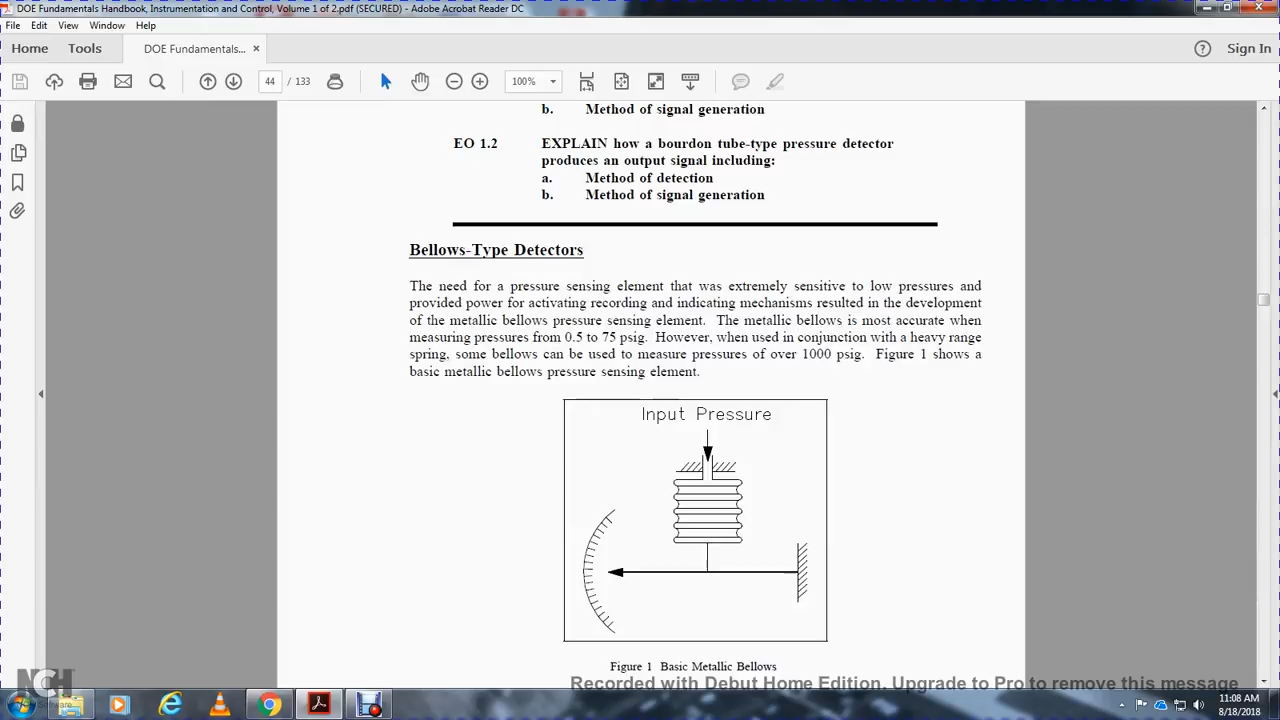 DOE Fundamentals Handbook, Instrumentation and Control, Volume 1 of 2.pdf (SECURED) - Adobe Acrobat Reader DC
File Edit View Window Help
Home Tools DOE Fundamentals... × Sign In
44 / 133 100%
b. Method of signal generation
EO 1.2 EXPLAIN how a bourdon tube-type pressure detector
produces an output signal including:
a. Method of detection
b. Method of signal generation
Bellows-Type Detectors
The need for a pressure sensing element that was extremely sensitive to low pressures and
provided power for activating recording and indicating mechanisms resulted in the development
of the metallic bellows pressure sensing element. The metallic bellows is most accurate when
measuring pressures from 0.5 to 75 psig. However, when used in conjunction with a heavy range
spring, some bellows can be used to measure pressures of over 1000 psig. Figure 1 shows a
basic metallic bellows pressure sensing element.
Input Pressure
Figure 1 Basic Metallic Bellows
Recorded with Debut Home Edition. Upgrade to Pro to remove this message
NCH
Software
11:08 AM
8/18/2018